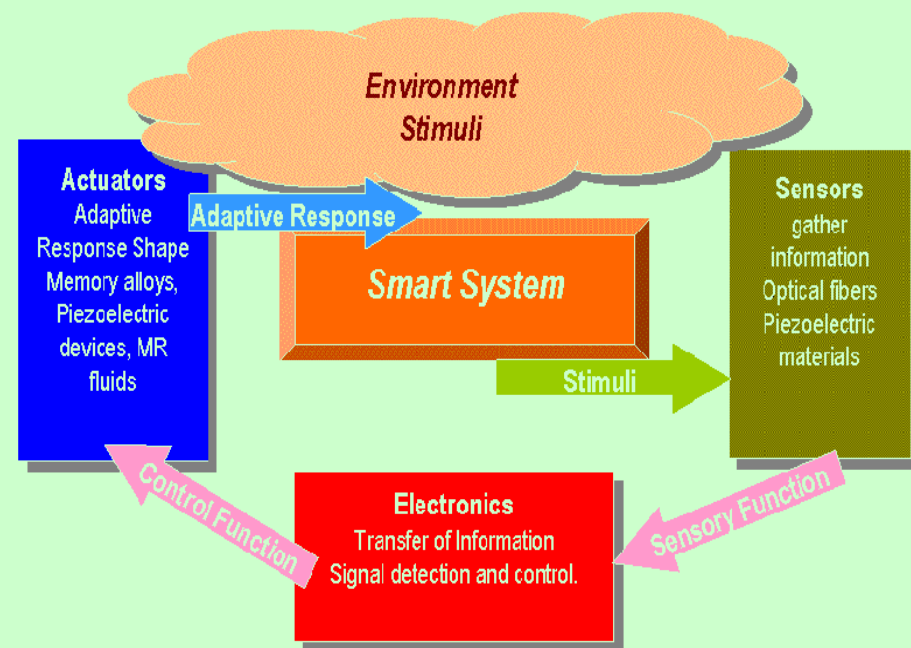 Environment
Stimuli
Actuators
Adaptive
Response Shape
Memory alloys,
Piezoelectric
devices, MR
fluids
Adaptive Response
Smart System
Stimuli
Sensors
gather
information
Optical fibers
Piezoelectric
materials
Control Function
Electronics
Transfer of Information
Signal detection and control.
Sensory Function